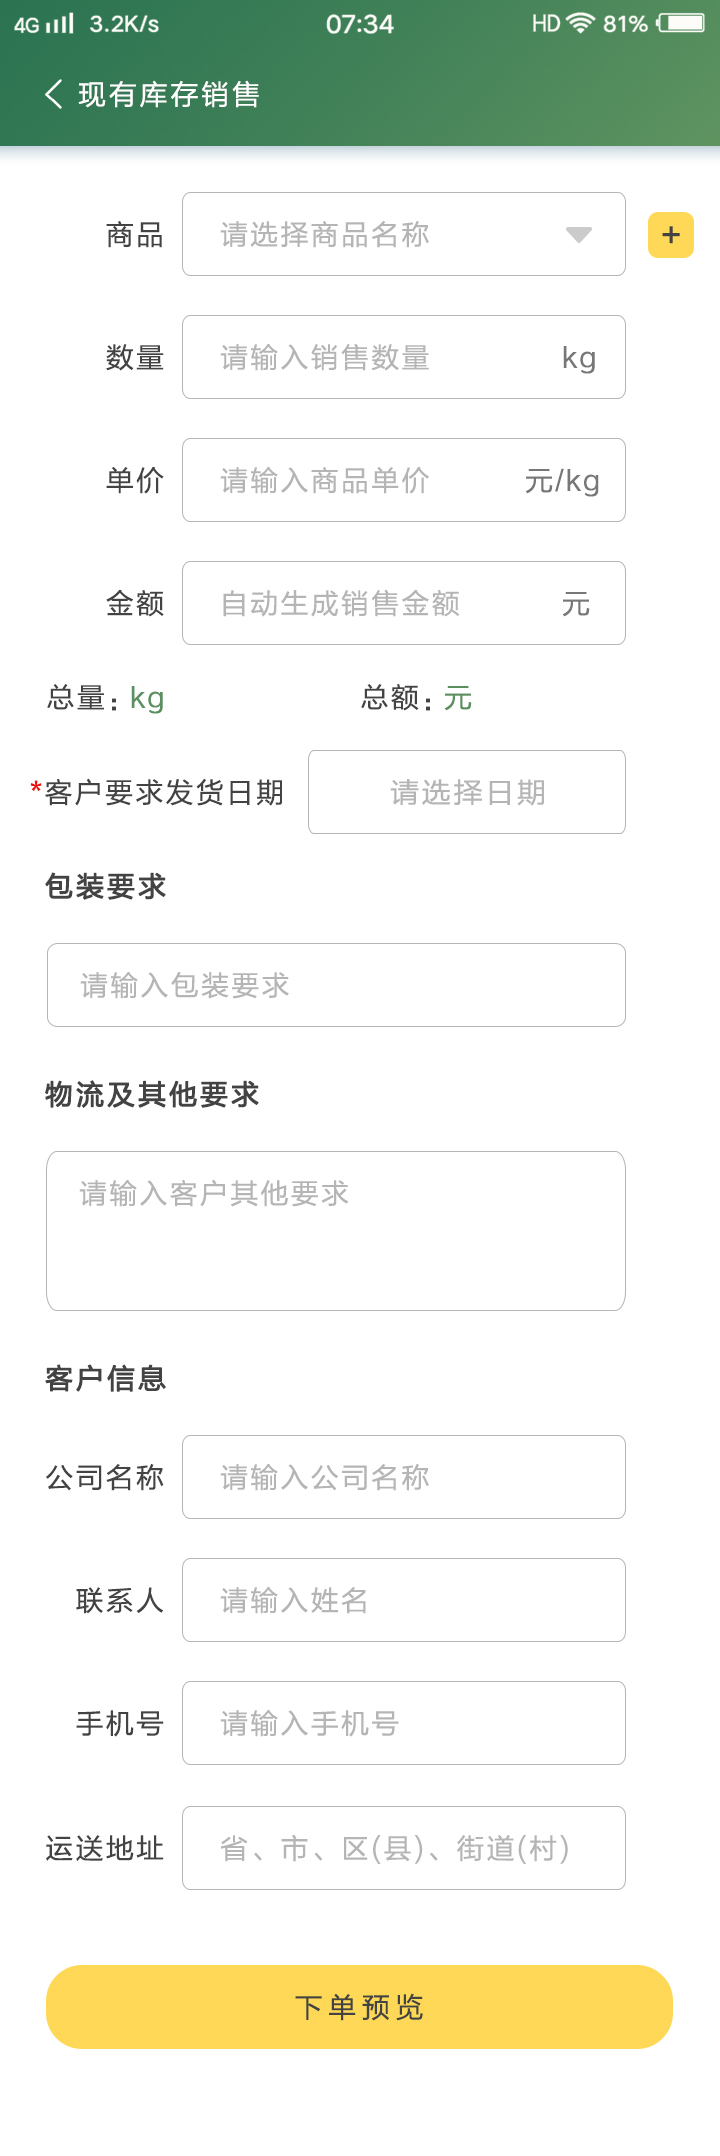 4G 3.2K/s 07:34 HD 81%
现有库存销售
商品 请选择商品名称 +
数量 请输入销售数量 kg
单价 请输入商品单价 元/kg
金额 自动生成销售金额 元
总量：kg 总额：元
*客户要求发货日期 请选择日期
包装要求
请输入包装要求
物流及其他要求
请输入客户其他要求
客户信息
公司名称 请输入公司名称
联系人 请输入姓名
手机号 请输入手机号
运送地址 省、市、区(县)、街道(村)
下单预览